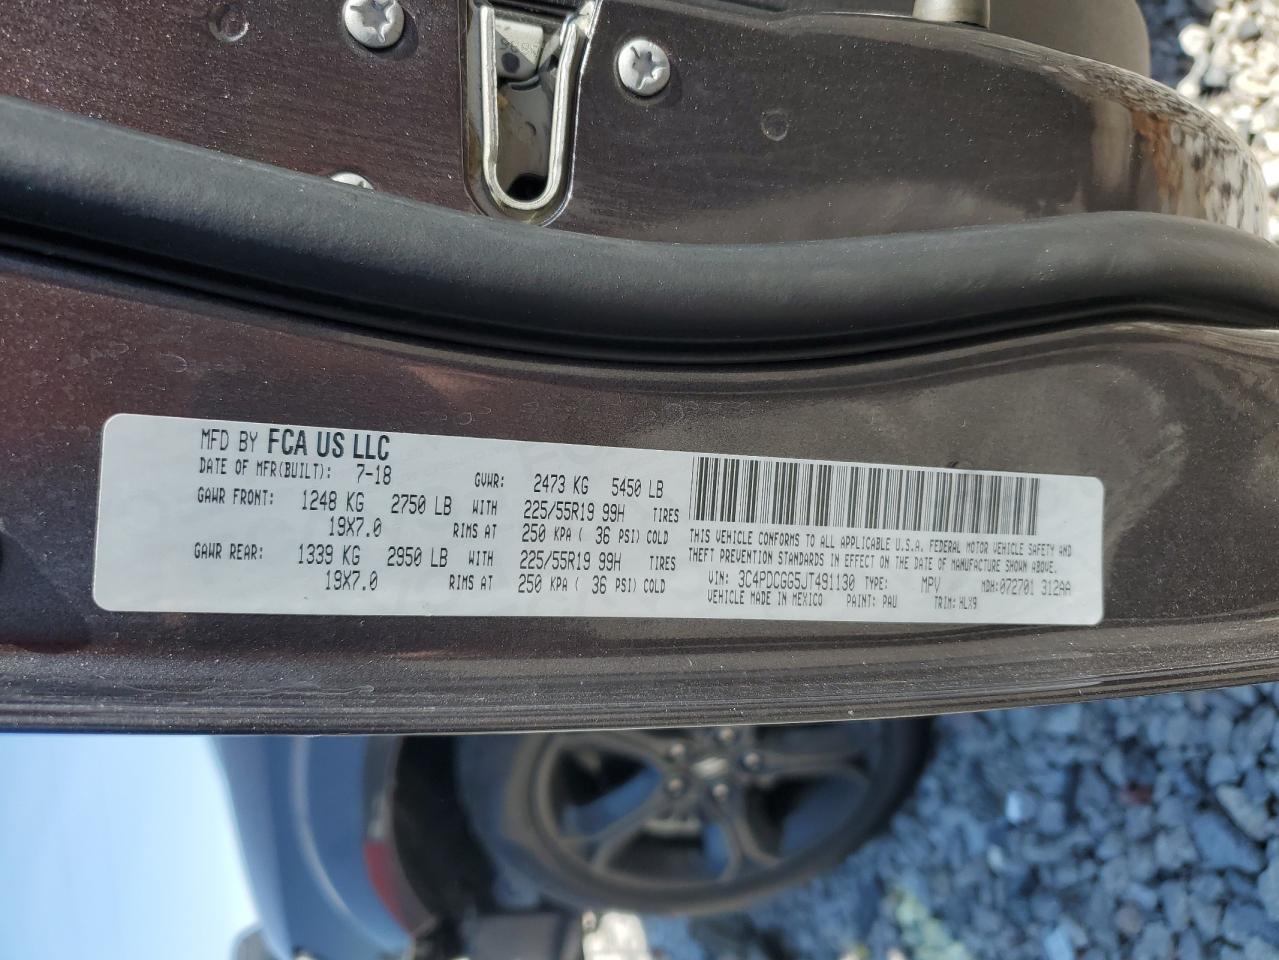 MFD BY FCA US LLC
DATE OF MFR(BUILT): 7-18 GVWR: 2473 KG 5450 LB
GAWR FRONT: 1248 KG 2750 LB WITH 225/55R19 99H TIRES
19X7.0 RIMS AT 250 KPA ( 36 PSI) COLD
GAWR REAR: 1339 KG 2950 LB WITH 225/55R19 99H TIRES
19X7.0 RIMS AT 250 KPA ( 36 PSI) COLD
THIS VEHICLE CONFORMS TO ALL APPLICABLE U.S.A. FEDERAL MOTOR VEHICLE SAFETY AND
THEFT PREVENTION STANDARDS IN EFFECT ON THE DATE OF MANUFACTURE SHOWN ABOVE.
VIN: 3C4PDCGG5JT491130 TYPE: MPV MDH:072701 312AA
VEHICLE MADE IN MEXICO PAINT: PAU TRIM: HLX9